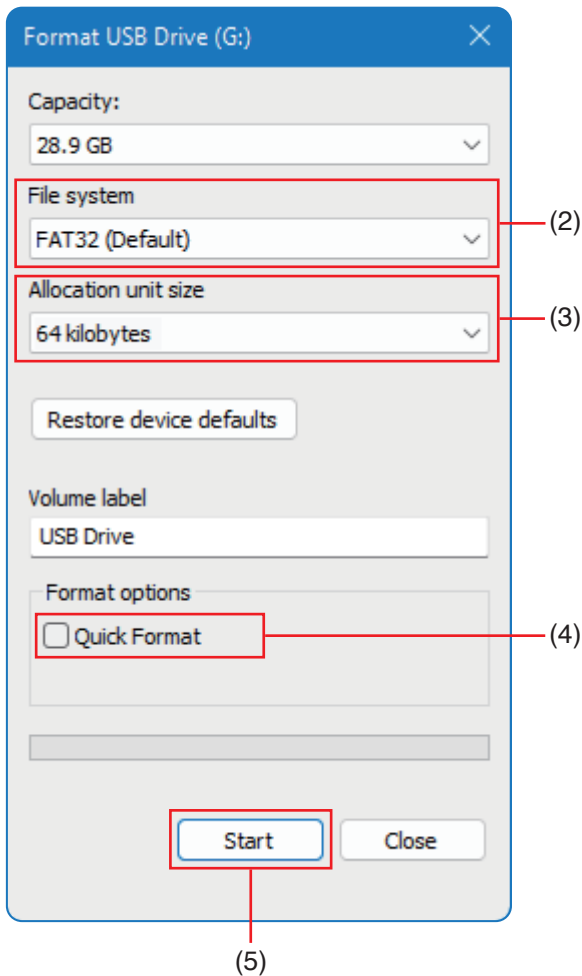 Format USB Drive (G:)
Capacity:
28.9 GB
File system
FAT32 (Default)
(2)
Allocation unit size
64 kilobytes
(3)
Restore device defaults
Volume label
USB Drive
Format options
Quick Format
(4)
Start
Close
(5)